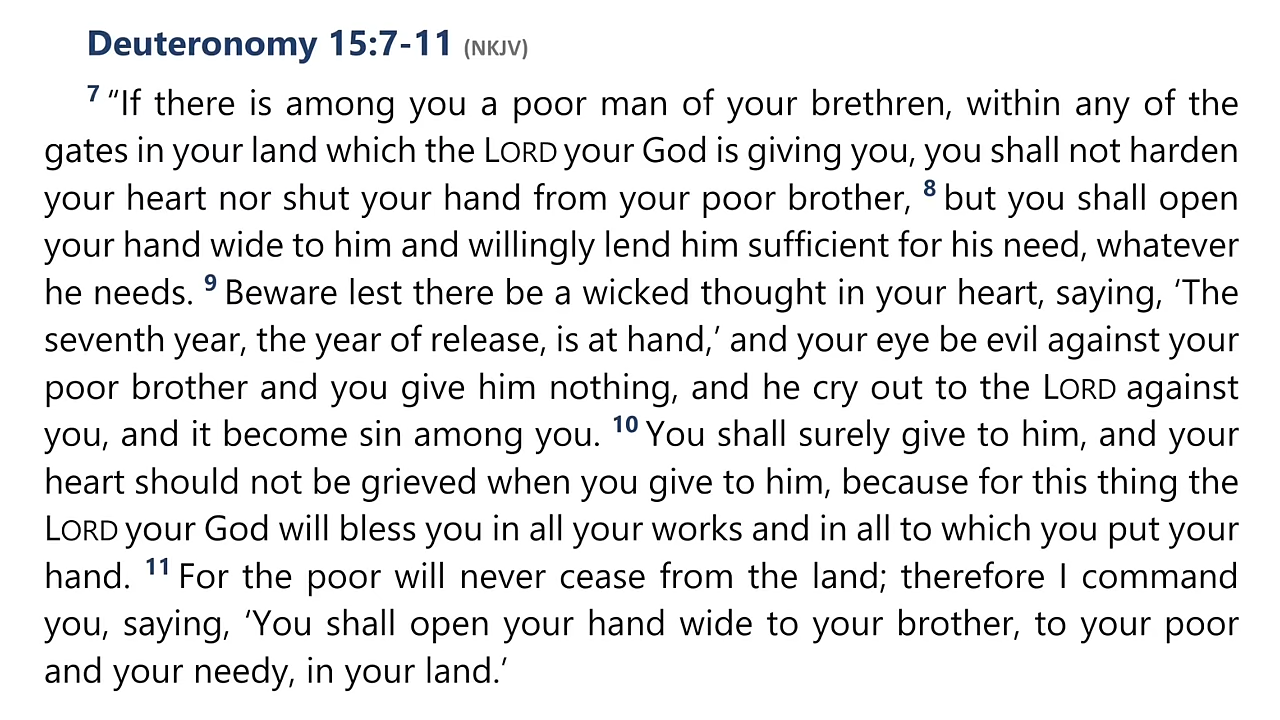 Deuteronomy 15:7-11 (NKJV)
7 “If there is among you a poor man of your brethren, within any of the
gates in your land which the LORD your God is giving you, you shall not harden
your heart nor shut your hand from your poor brother, 8 but you shall open
your hand wide to him and willingly lend him sufficient for his need, whatever
he needs. 9 Beware lest there be a wicked thought in your heart, saying, ‘The
seventh year, the year of release, is at hand,’ and your eye be evil against your
poor brother and you give him nothing, and he cry out to the LORD against
you, and it become sin among you. 10 You shall surely give to him, and your
heart should not be grieved when you give to him, because for this thing the
LORD your God will bless you in all your works and in all to which you put your
hand. 11 For the poor will never cease from the land; therefore I command
you, saying, ‘You shall open your hand wide to your brother, to your poor
and your needy, in your land.’